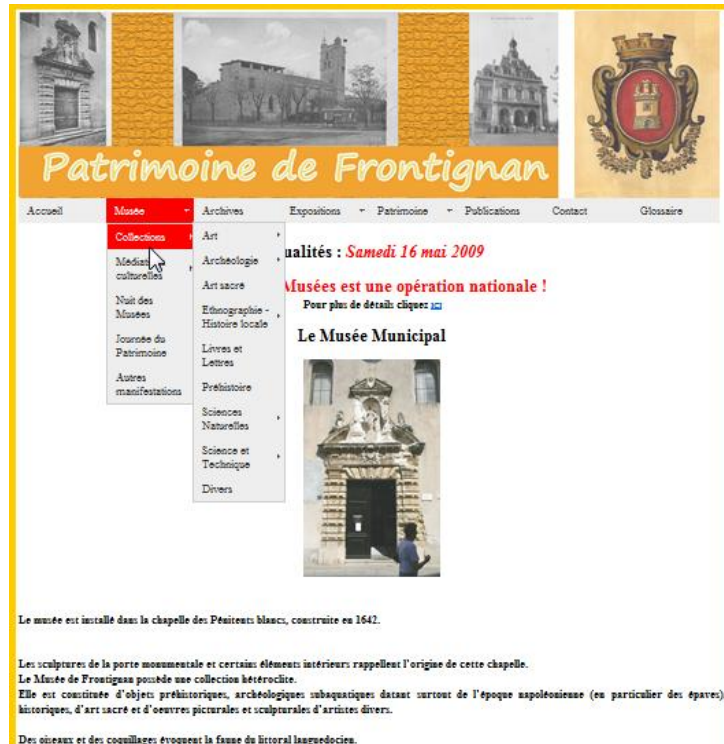 Patrimoine de Frontignan
Accueil Musée Archives Expositions Patrimoine Publications Contact Glossaire
Collections
culturelles
Nuit des
Musées
Journée du
Patrimoine
Autres
manifestations
Art
Archéologie
Art sacré
Ethnographie -
Histoire locale
Livres et
Lettres
Préhistoire
Sciences
Naturelles
Science et
Technique
Divers
ualités : Samedi 16 mai 2009
Musées est une opération nationale !
Pour plus de détails cliquez ici
Le Musée Municipal
Le musée est installé dans la chapelle des Pénitents blancs, construite en 1642.
Les sculptures de la porte monumentale et certains éléments intérieurs rappellent l'origine de cette chapelle.
Le Musée de Frontignan possède une collection hétéroclite.
Elle est constituée d'objets préhistoriques, archéologiques subaquatiques datant surtout de l'époque napoléonienne (en particulier des épaves)
historiques, d'art sacré et d'oeuvres picturales et sculpturales d'artistes divers.
Des oiseaux et des coquillages évoquent la faune du littoral languedocien.